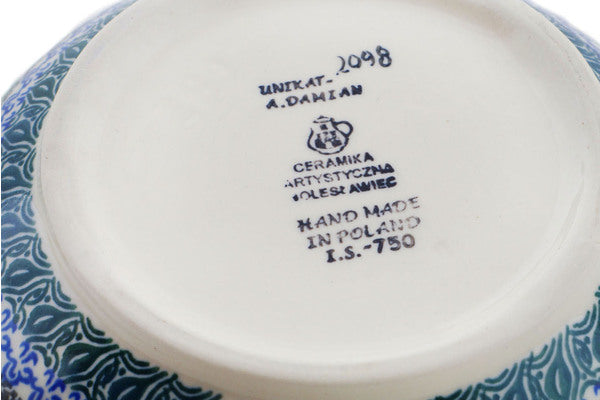 UNIKAT-2098
A.DAMIAN
CERAMIKA
ARTYSTYCZNA
BOLESŁAWIEC
HAND MADE
IN POLAND
I.S.-750